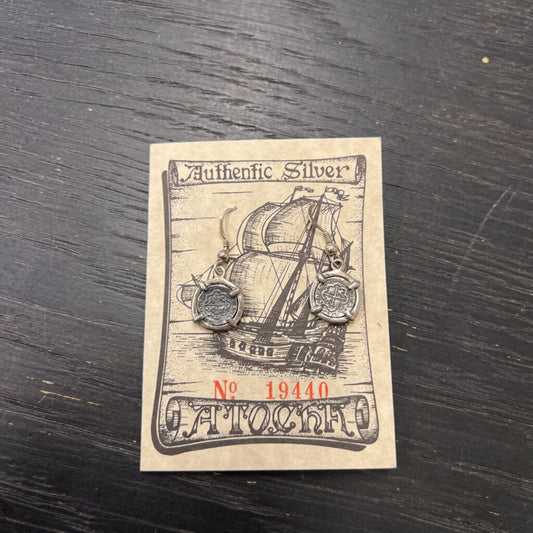 Authentic Silver
No 19440
ATOCHA